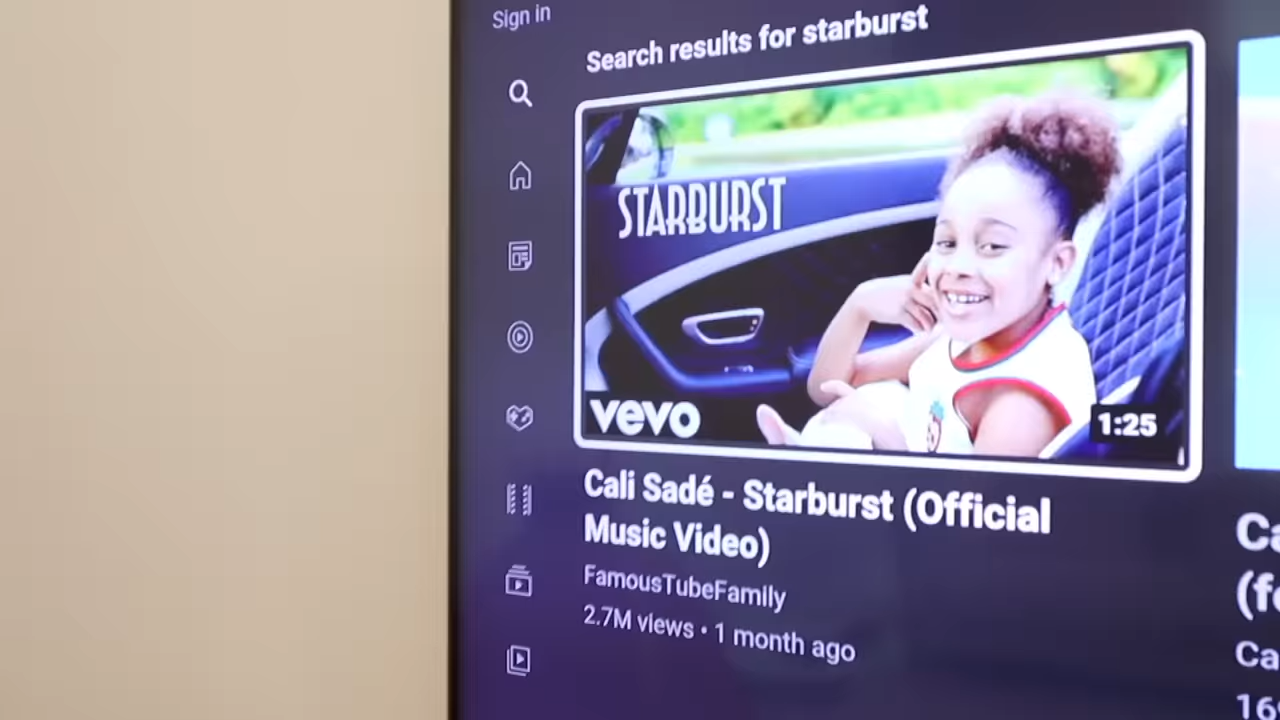 Sign in
Search results for starburst
STARBURST
vevo
1:25
Cali Sadé - Starburst (Official
Music Video)
FamousTubeFamily
2.7M views • 1 month ago